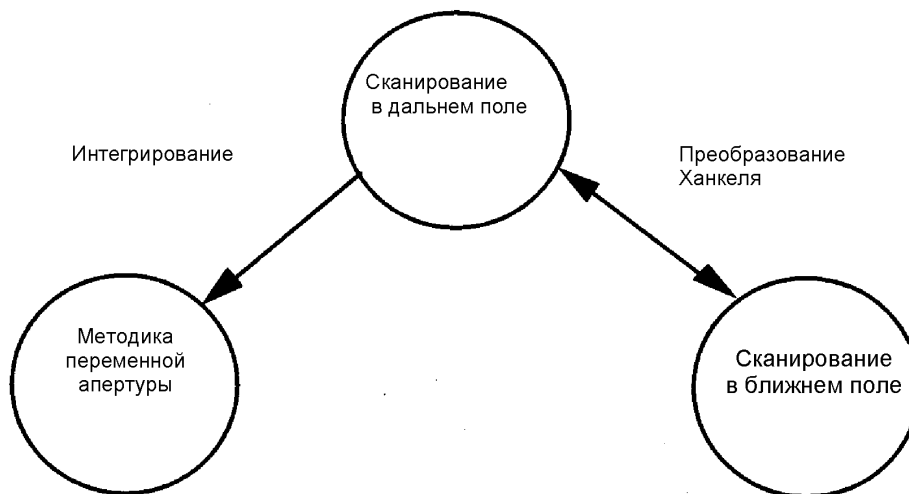 Сканирование
в дальнем поле
Интегрирование
Преобразование
Ханкеля
Методика
переменной
апертуры
Сканирование
в ближнем поле